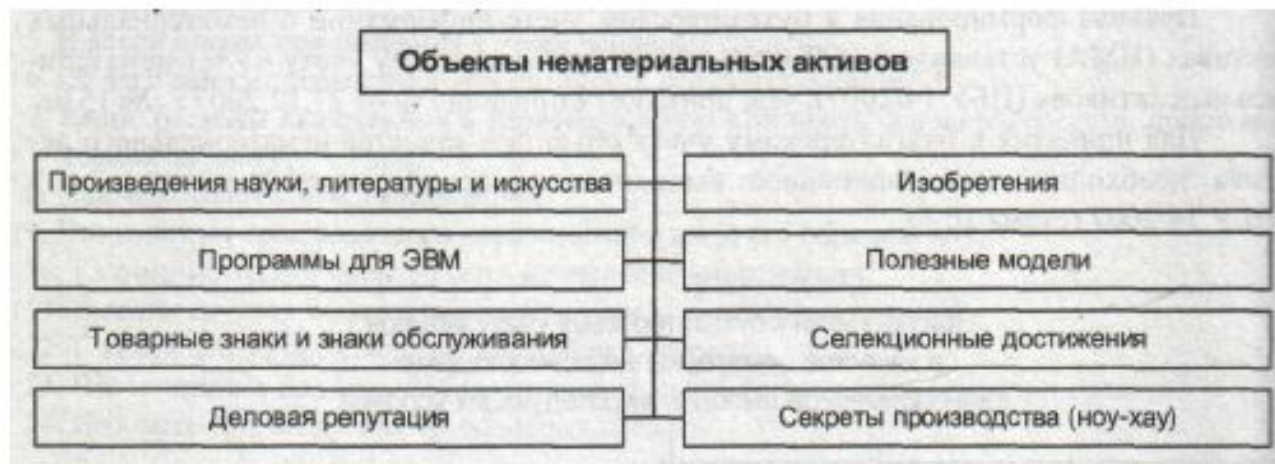 Объекты нематериальных активов
Произведения науки, литературы и искусства
Изобретения
Программы для ЭВМ
Полезные модели
Товарные знаки и знаки обслуживания
Селекционные достижения
Деловая репутация
Секреты производства (ноу-хау)